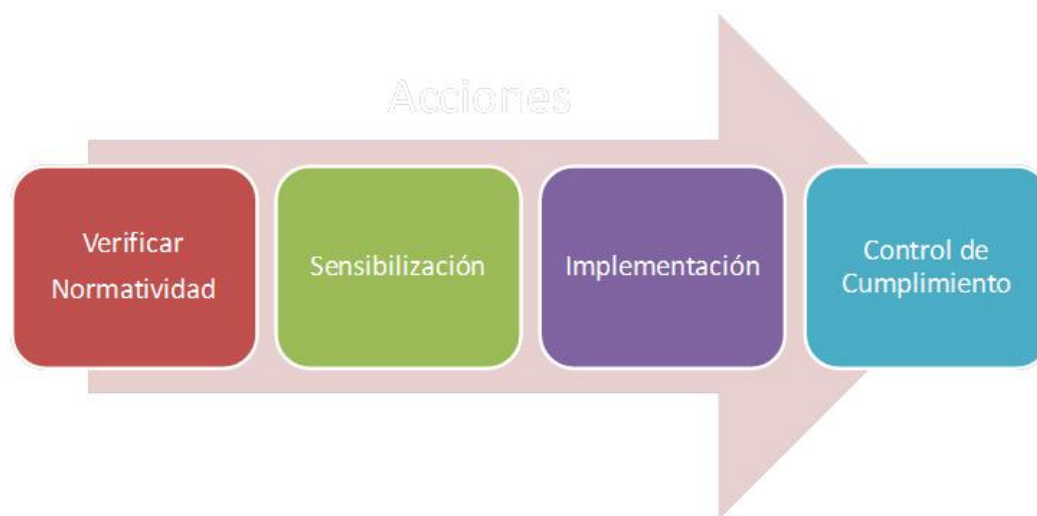 Acciones
Verificar
Normatividad
Sensibilización
Implementación
Control de
Cumplimiento